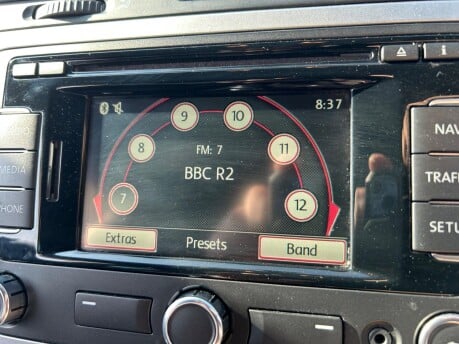 8:37
9 10
8 11
FM: 7
BBC R2
7 12
Extras Presets Band
NAV
MEDIA TRAFF
PHONE
SETU